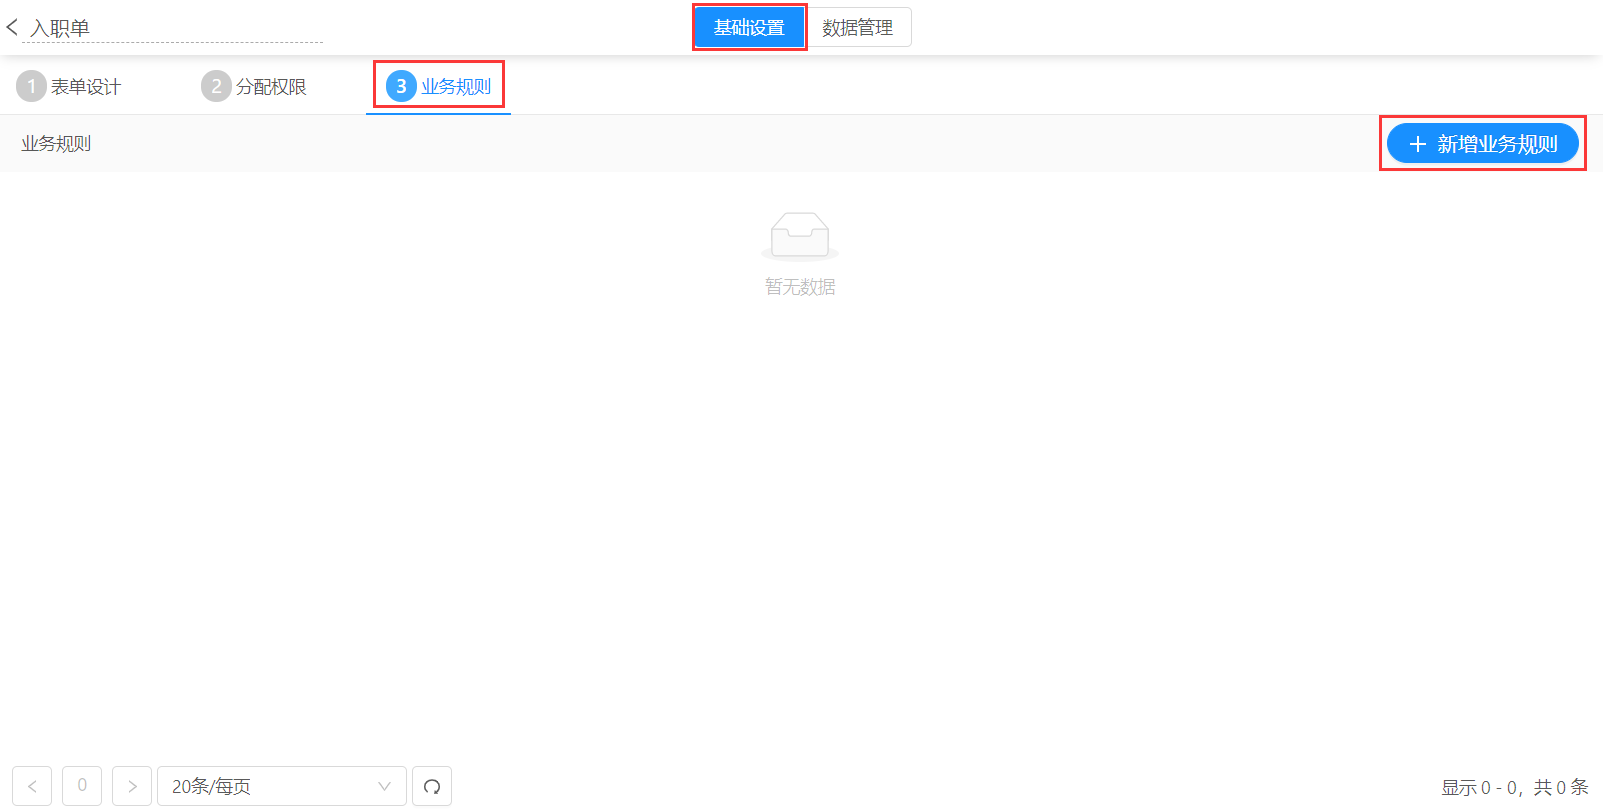 入职单
基础设置 数据管理
1 表单设计 2 分配权限 3 业务规则
业务规则 + 新增业务规则
暂无数据
< 0 > 20条/每页 显示 0 - 0，共 0 条